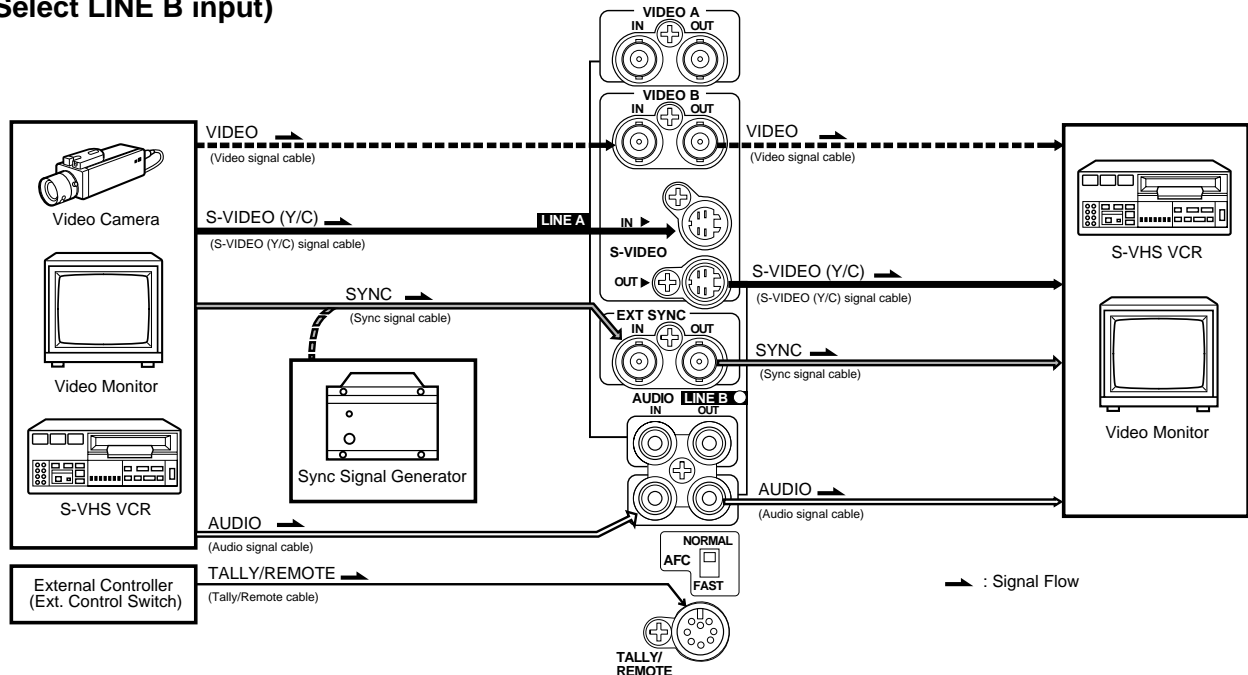 Select LINE B input)
VIDEO A
IN OUT
VIDEO B
IN OUT
VIDEO
(Video signal cable)
VIDEO
(Video signal cable)
Video Camera
S-VIDEO (Y/C)
(S-VIDEO (Y/C) signal cable)
LINE A
IN
S-VIDEO
OUT
S-VHS VCR
S-VIDEO (Y/C)
(S-VIDEO (Y/C) signal cable)
SYNC
(Sync signal cable)
EXT SYNC
IN OUT
SYNC
(Sync signal cable)
Video Monitor
AUDIO LINE B
IN OUT
Video Monitor
Sync Signal Generator
S-VHS VCR
AUDIO
(Audio signal cable)
AUDIO
(Audio signal cable)
NORMAL
AFC
FAST
External Controller
(Ext. Control Switch)
TALLY/REMOTE
(Tally/Remote cable)
: Signal Flow
TALLY/
REMOTE